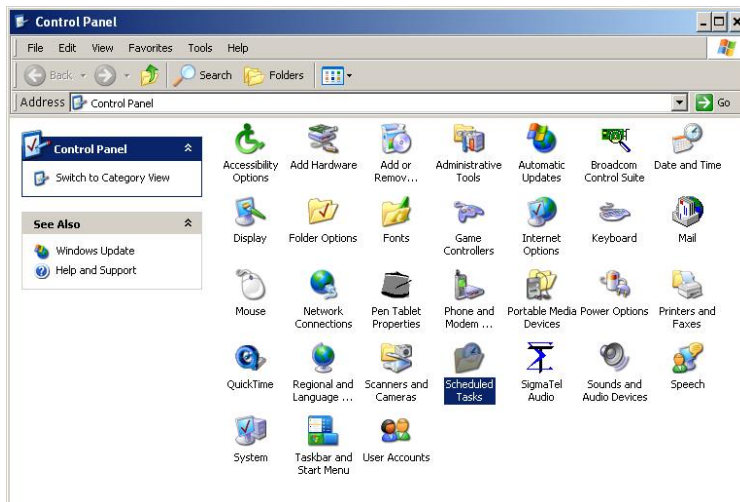 Control Panel
File Edit View Favorites Tools Help
Back Search Folders
Address Control Panel Go
Control Panel
Switch to Category View
See Also
Windows Update
Help and Support
Accessibility Options
Add Hardware
Add or Remov...
Administrative Tools
Automatic Updates
Broadcom Control Suite
Date and Time
Display
Folder Options
Fonts
Game Controllers
Internet Options
Keyboard
Mail
Mouse
Network Connections
Pen Tablet Properties
Phone and Modem ...
Portable Media Devices
Power Options
Printers and Faxes
QuickTime
Regional and Language ...
Scanners and Cameras
Scheduled Tasks
SigmaTel Audio
Sounds and Audio Devices
Speech
System
Taskbar and Start Menu
User Accounts